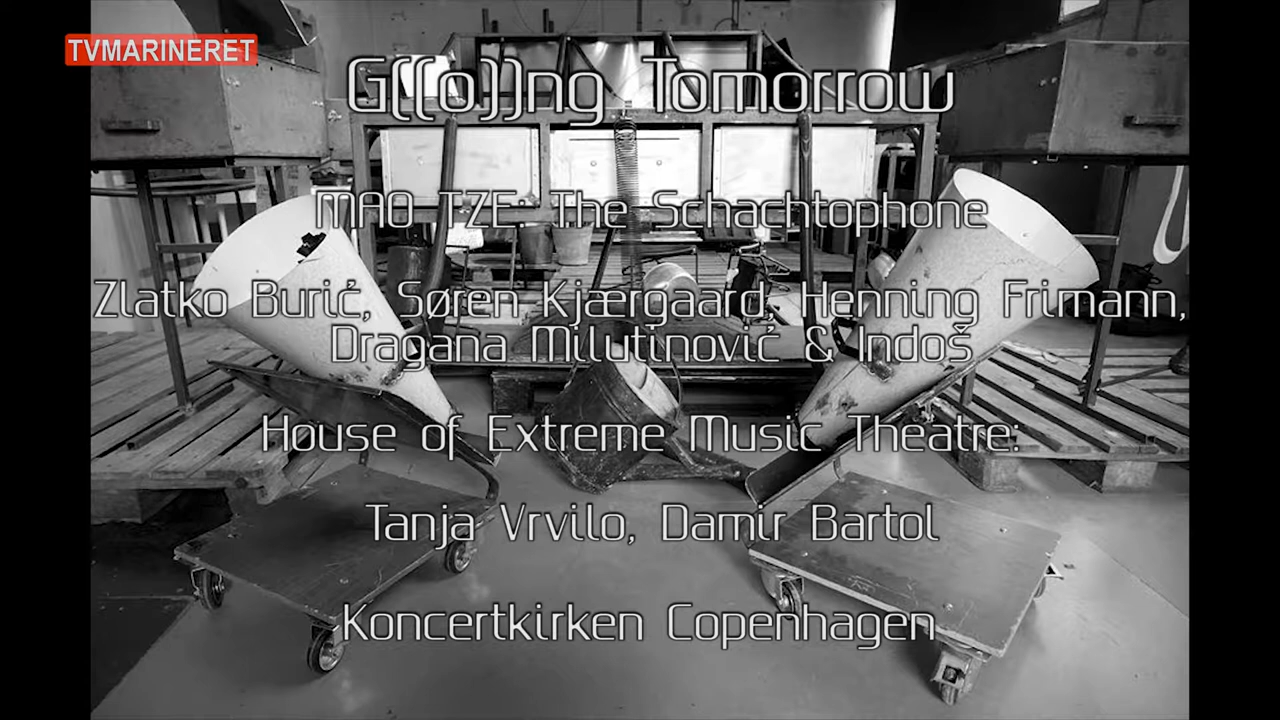 TVMARINERET
G((o))ng Tomorrow
MAO TZE: The Schachtophone
Zlatko Burić, Søren Kjærgaard, Henning Frimann,
Dragana Milutinović & Indoš
House of Extreme Music Theatre:
Tanja Vrvilo, Damir Bartol
Koncertkirken Copenhagen